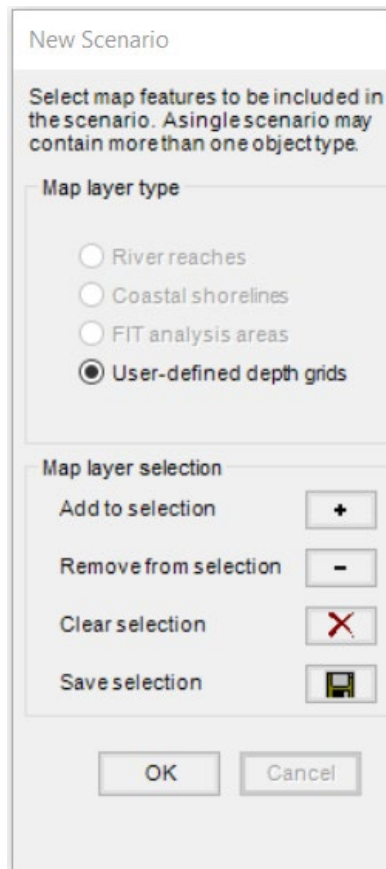 New Scenario
Select map features to be included in
the scenario. Asingle scenario may
contain more than one object type.
Map layer type
River reaches
Coastal shorelines
FIT analysis areas
User-defined depth grids
Map layer selection
Add to selection
+
Remove from selection
-
Clear selection
Save selection
OK
Cancel